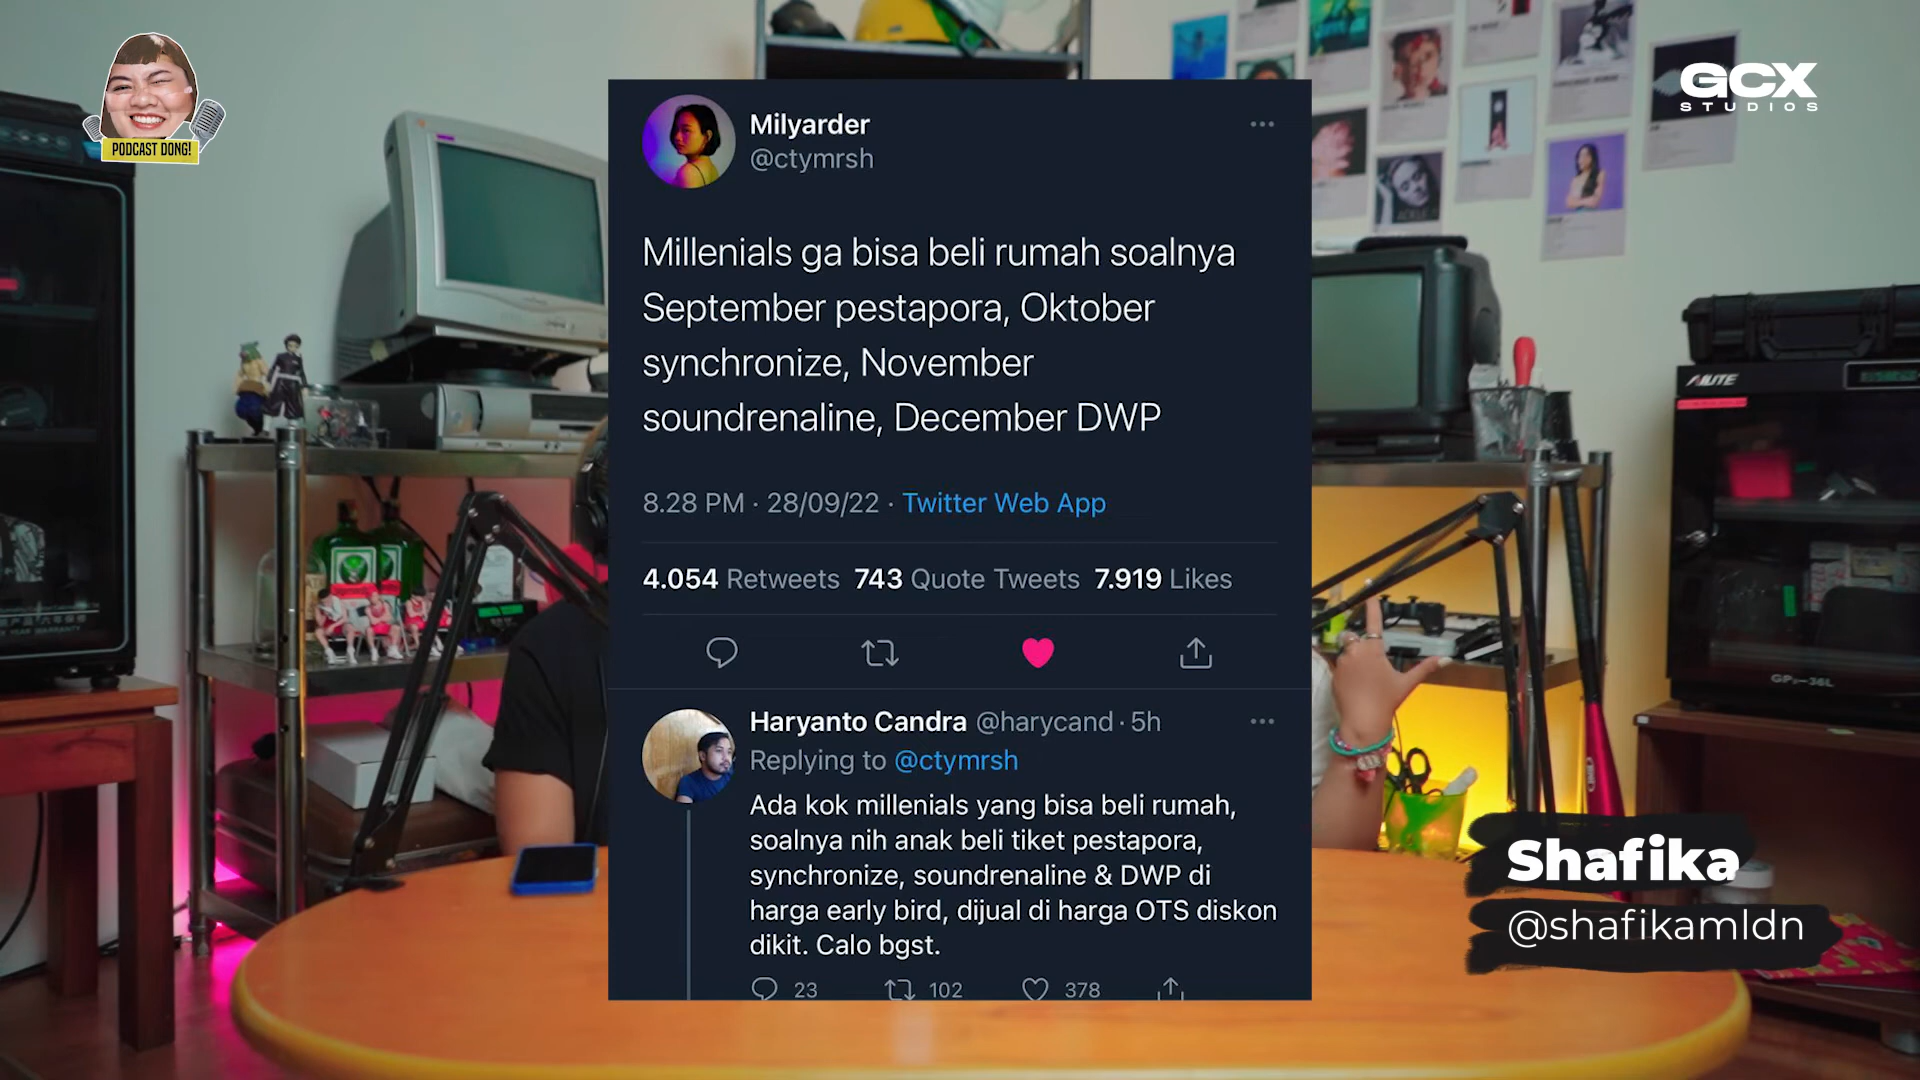 PODCAST DONG!
GCX
STUDIOS
Milyarder
@ctymrsh
Millenials ga bisa beli rumah soalnya
September pestapora, Oktober
synchronize, November
soundrenaline, December DWP
8.28 PM · 28/09/22 · Twitter Web App
4.054 Retweets 743 Quote Tweets 7.919 Likes
Haryanto Candra @harycand · 5h
Replying to @ctymrsh
Ada kok millenials yang bisa beli rumah,
soalnya nih anak beli tiket pestapora,
synchronize, soundrenaline & DWP di
harga early bird, dijual di harga OTS diskon
dikit. Calo bgst.
23 102 378
AILITE
Shafika
@shafikamldn